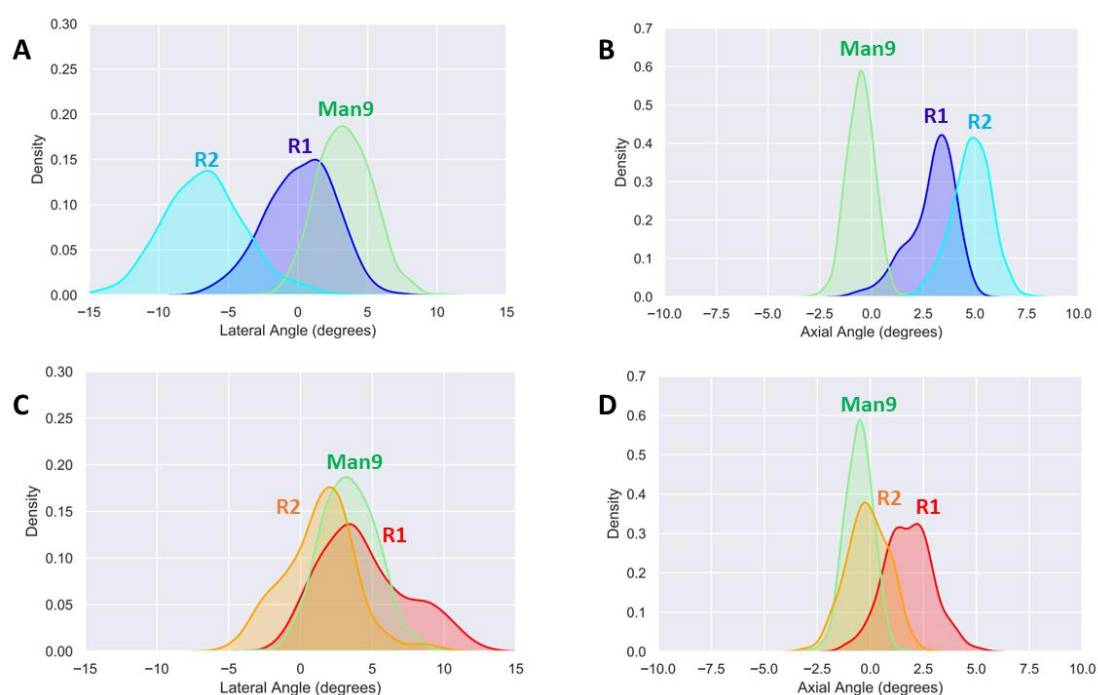 A
0.30
0.25
0.20
0.15
0.10
0.05
0.00
Density
R2
R1
Man9
−15
−10
−5
0
5
10
15
Lateral Angle (degrees)
B
0.7
0.6
0.5
0.4
0.3
0.2
0.1
0.0
Density
Man9
R1
R2
−10.0
−7.5
−5.0
−2.5
0.0
2.5
5.0
7.5
10.0
Axial Angle (degrees)
C
0.30
0.25
0.20
0.15
0.10
0.05
0.00
Density
Man9
R2
R1
−15
−10
−5
0
5
10
15
Lateral Angle (degrees)
D
0.7
0.6
0.5
0.4
0.3
0.2
0.1
0.0
Density
Man9
R2
R1
−10.0
−7.5
−5.0
−2.5
0.0
2.5
5.0
7.5
10.0
Axial Angle (degrees)